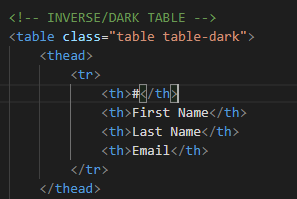 <!-- INVERSE/DARK TABLE -->
<table class="table table-dark">
<thead>
<tr>
<th>#</th>
<th>First Name</th>
<th>Last Name</th>
<th>Email</th>
</tr>
</thead>